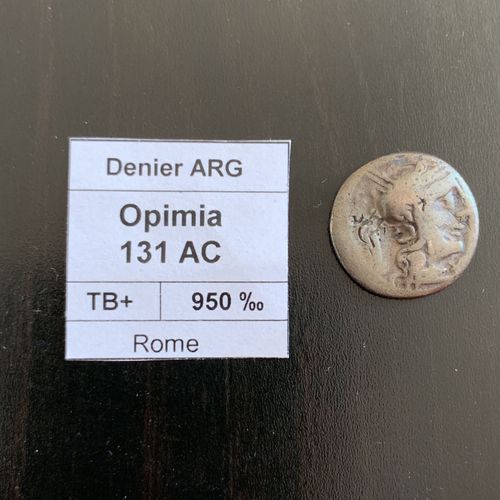 Denier ARG
Opimia
131 AC
TB+ 950 ‰
Rome